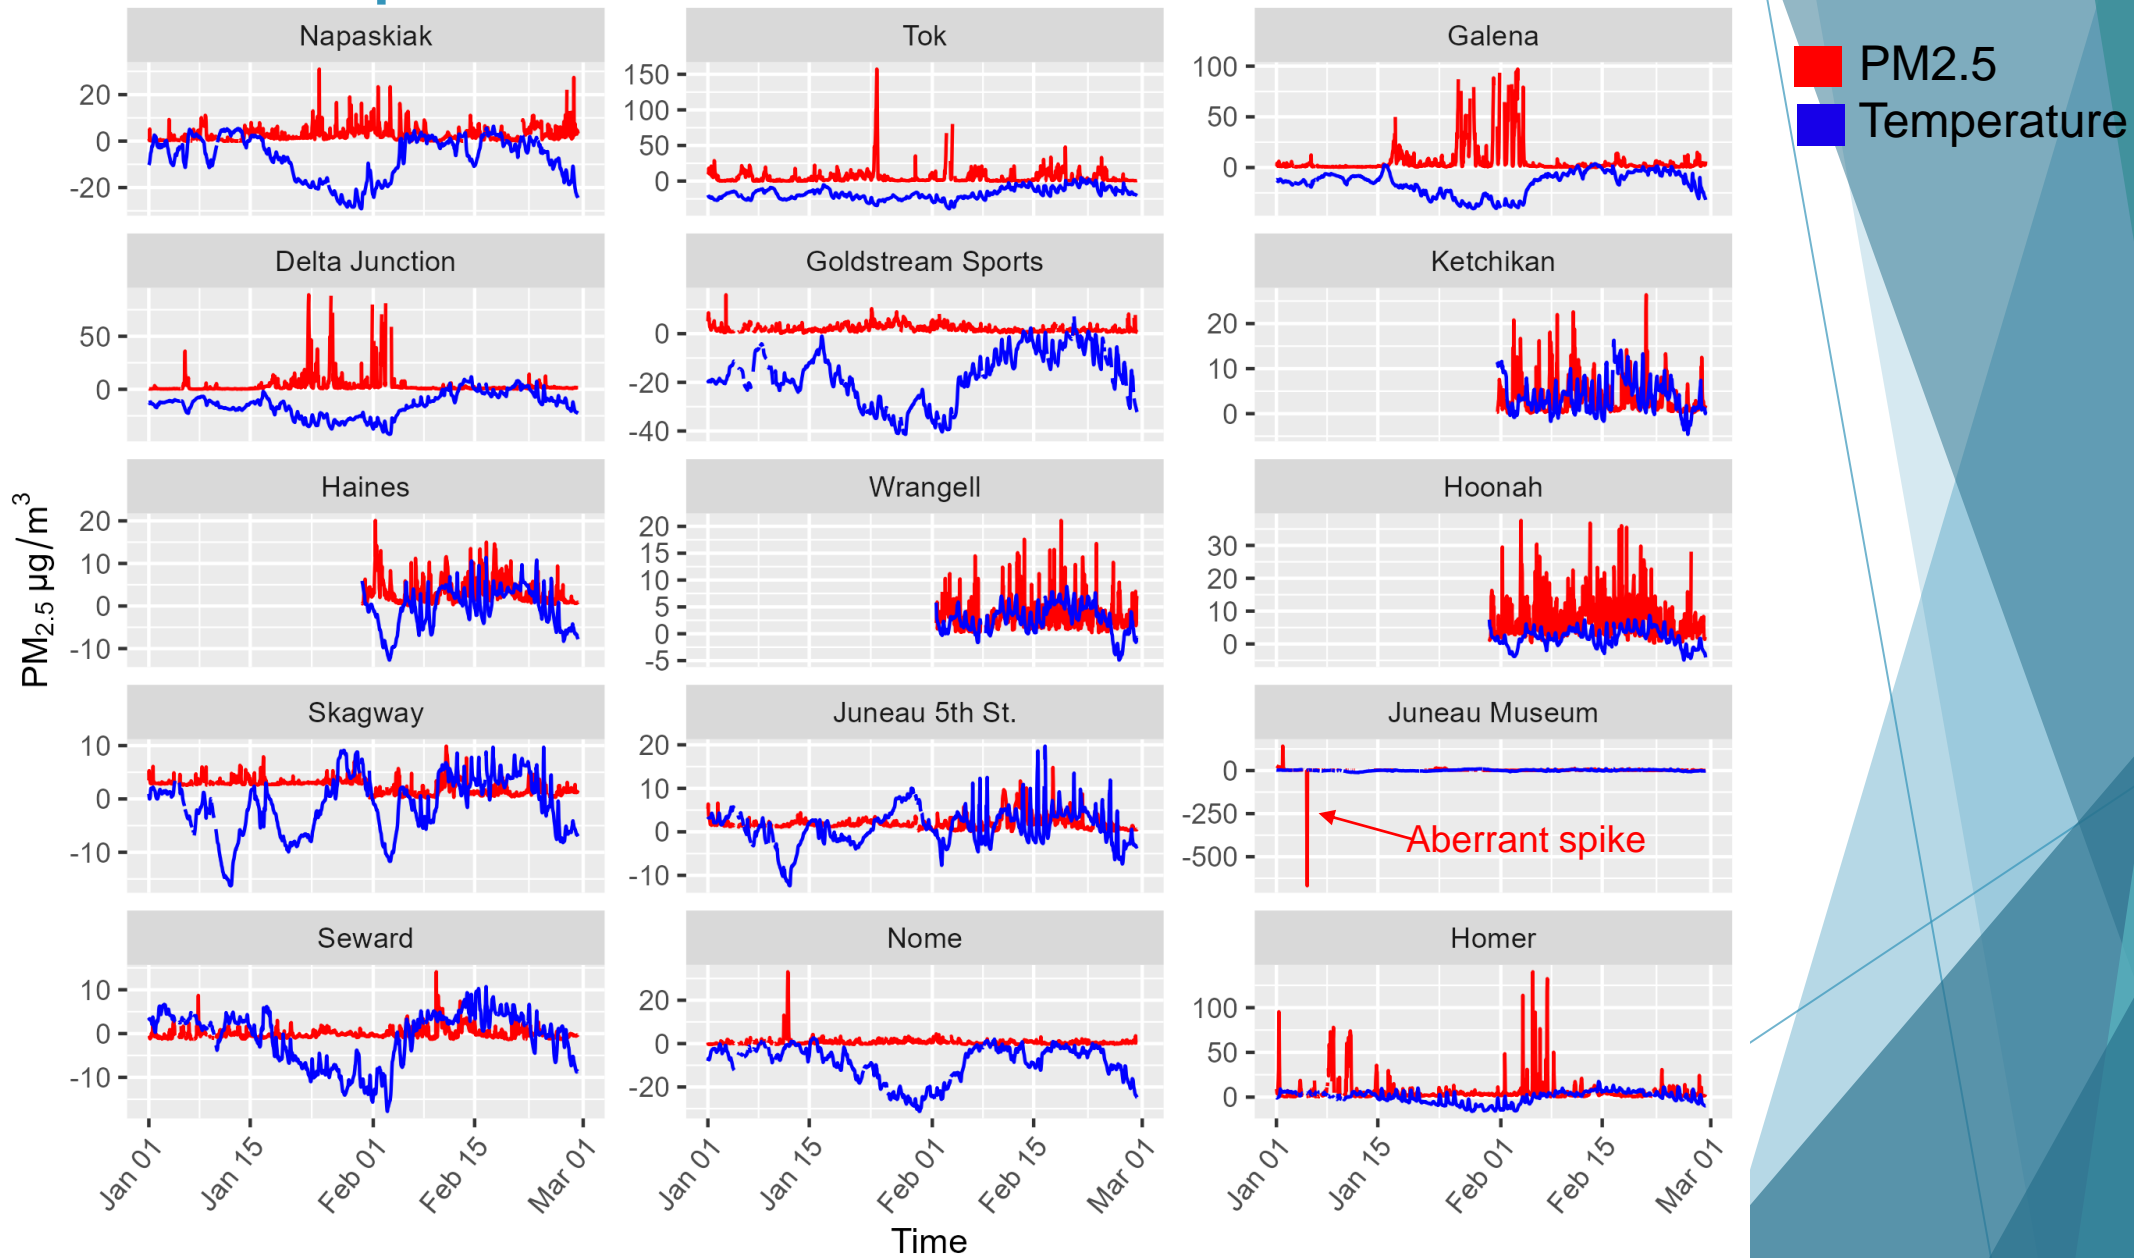 Napaskiak
Tok
Galena
PM2.5
Temperature
20
0
-20
150
100
50
0
100
50
0
Delta Junction
Goldstream Sports
Ketchikan
50
0
0
-20
-40
20
10
0
Haines
Wrangell
Hoonah
20
10
0
-10
20
15
10
5
0
-5
30
20
10
0
PM2.5 µg/m3
Skagway
Juneau 5th St.
Juneau Museum
10
0
-10
20
10
0
-10
0
-250
-500
Aberrant spike
Seward
Nome
Homer
10
0
-10
20
0
-20
100
50
0
Jan 01
Jan 15
Feb 01
Feb 15
Mar 01
Jan 01
Jan 15
Feb 01
Feb 15
Mar 01
Jan 01
Jan 15
Feb 01
Feb 15
Mar 01
Time